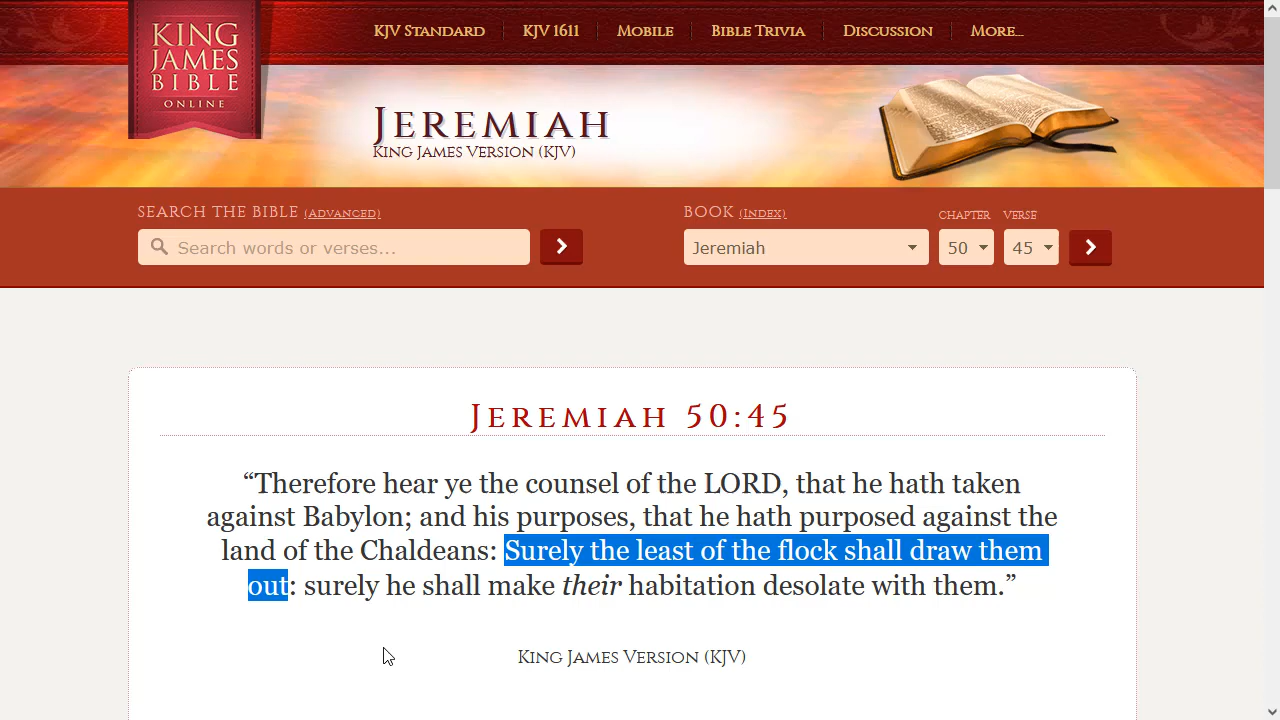 KING
JAMES
BIBLE
ONLINE
KJV STANDARD KJV 1611 MOBILE BIBLE TRIVIA DISCUSSION MORE...
JEREMIAH
KING JAMES VERSION (KJV)
SEARCH THE BIBLE (ADVANCED)
BOOK (INDEX) CHAPTER VERSE
Search words or verses...
Jeremiah 50 45
JEREMIAH 50:45
“Therefore hear ye the counsel of the LORD, that he hath taken
against Babylon; and his purposes, that he hath purposed against the
land of the Chaldeans: Surely the least of the flock shall draw them
out: surely he shall make their habitation desolate with them.”
KING JAMES VERSION (KJV)